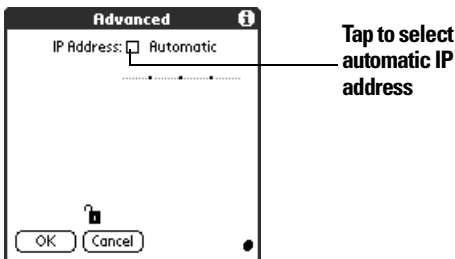 Advanced
IP Address: Automatic
Tap to select
automatic IP
address
OK Cancel